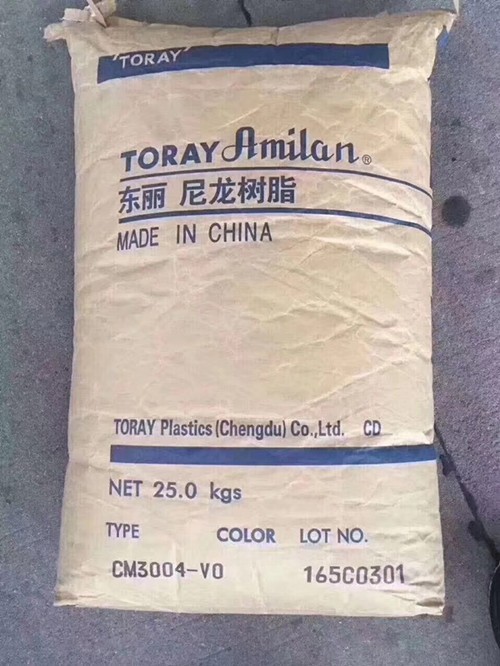 TORAY
TORAY Amilan®
东丽 尼龙树脂
MADE IN CHINA
TORAY Plastics (Chengdu) Co.,Ltd. CD
NET 25.0 kgs
TYPE COLOR LOT NO.
CM3004-V0 165C0301